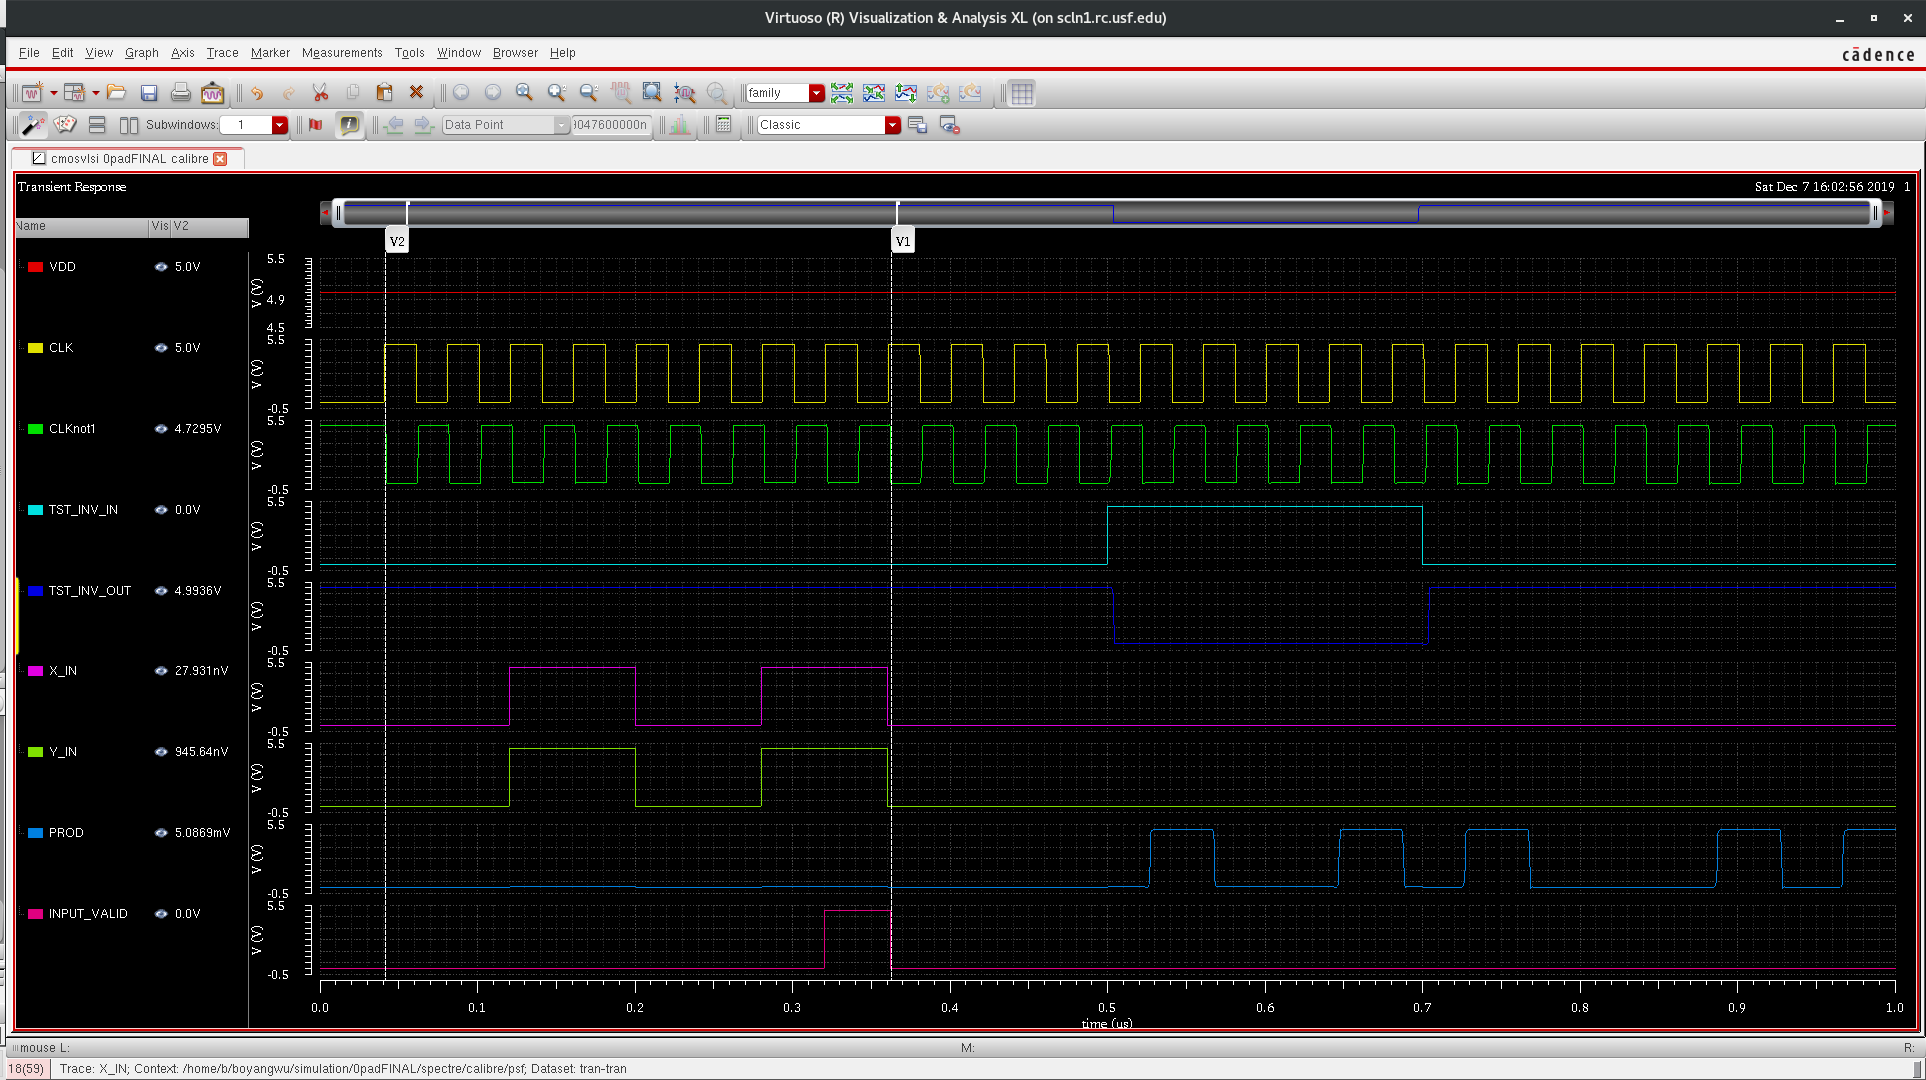 Virtuoso (R) Visualization & Analysis XL (on scln1.rc.usf.edu)
File Edit View Graph Axis Trace Marker Measurements Tools Window Browser Help
cādence
family
Subwindows: 1 Data Point 047600000n Classic
cmosvlsi 0padFINAL calibre
Transient Response Sat Dec 7 16:02:56 2019 1
Name Vis V2
V2 V1
VDD 5.0V
V (V) 5.5 4.9 4.5
CLK 5.0V
V (V) 5.5 -0.5
CLKnot1 4.7295V
V (V) 5.5 -0.5
TST_INV_IN 0.0V
V (V) 5.5 -0.5
TST_INV_OUT 4.9936V
V (V) 5.5 -0.5
X_IN 27.931nV
V (V) 5.5 -0.5
Y_IN 945.64nV
V (V) 5.5 -0.5
PROD 5.0869mV
V (V) 5.5 -0.5
INPUT_VALID 0.0V
V (V) 5.5 -0.5
0.0 0.1 0.2 0.3 0.4 0.5 0.6 0.7 0.8 0.9 1.0
time (us)
mouse L: M: R:
18(59) Trace: X_IN; Context: /home/b/boyangwu/simulation/0padFINAL/spectre/calibre/psf; Dataset: tran-tran